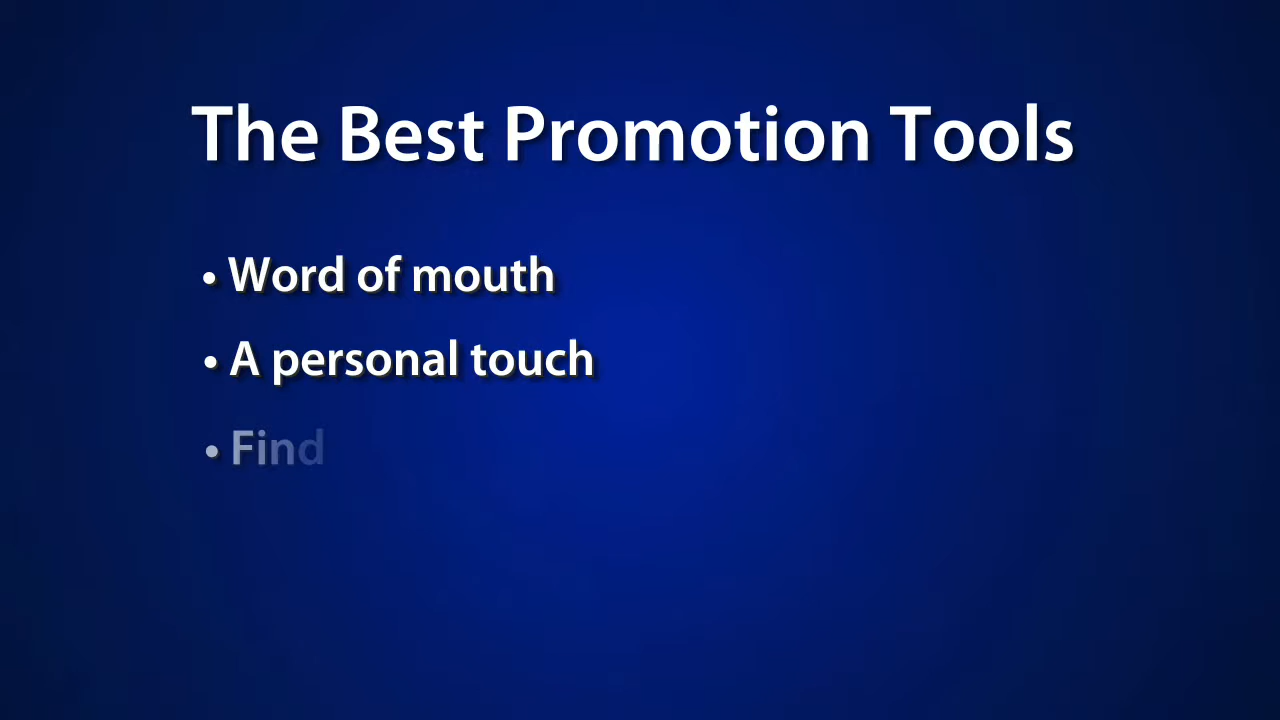 The Best Promotion Tools
• Word of mouth
• A personal touch
• Find